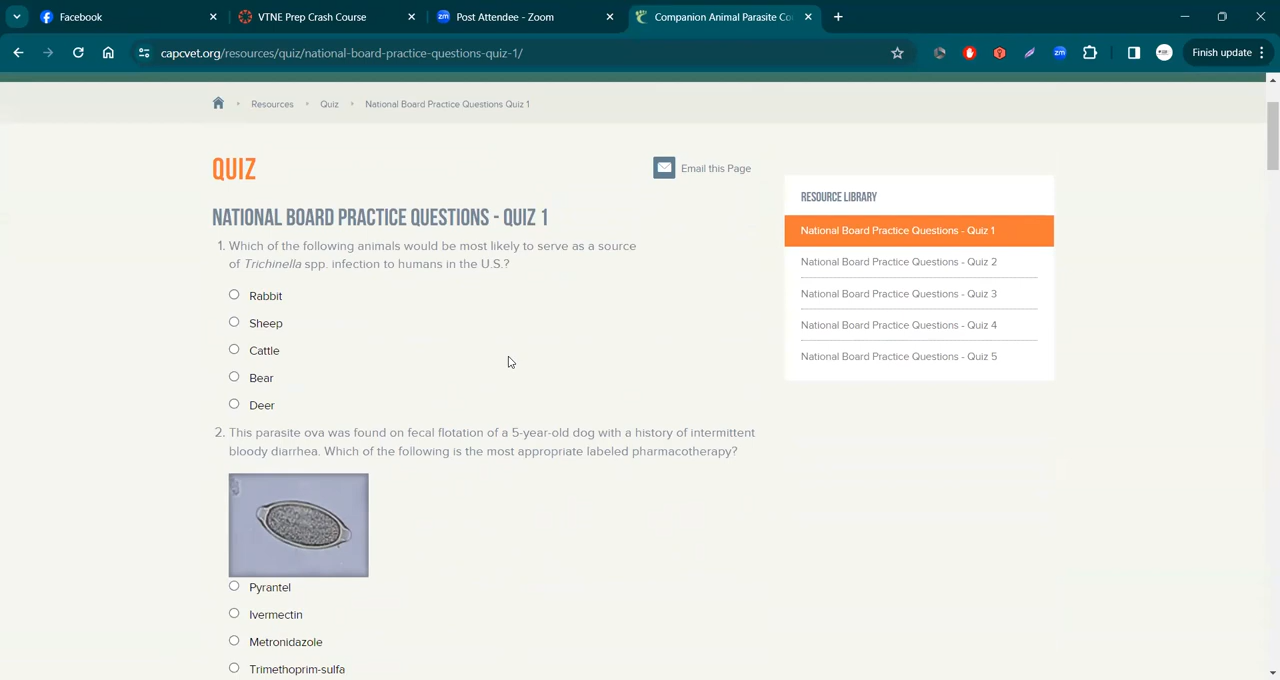 Facebook
VTNE Prep Crash Course
Post Attendee - Zoom
Companion Animal Parasite Co
capcvet.org/resources/quiz/national-board-practice-questions-quiz-1/
zm
Finish update
Resources
Quiz
National Board Practice Questions Quiz 1
QUIZ
Email this Page
NATIONAL BOARD PRACTICE QUESTIONS - QUIZ 1
1. Which of the following animals would be most likely to serve as a source
of Trichinella spp. infection to humans in the U.S.?
Rabbit
Sheep
Cattle
Bear
Deer
2. This parasite ova was found on fecal flotation of a 5-year-old dog with a history of intermittent
bloody diarrhea. Which of the following is the most appropriate labeled pharmacotherapy?
Pyrantel
Ivermectin
Metronidazole
Trimethoprim-sulfa
RESOURCE LIBRARY
National Board Practice Questions - Quiz 1
National Board Practice Questions - Quiz 2
National Board Practice Questions - Quiz 3
National Board Practice Questions - Quiz 4
National Board Practice Questions - Quiz 5